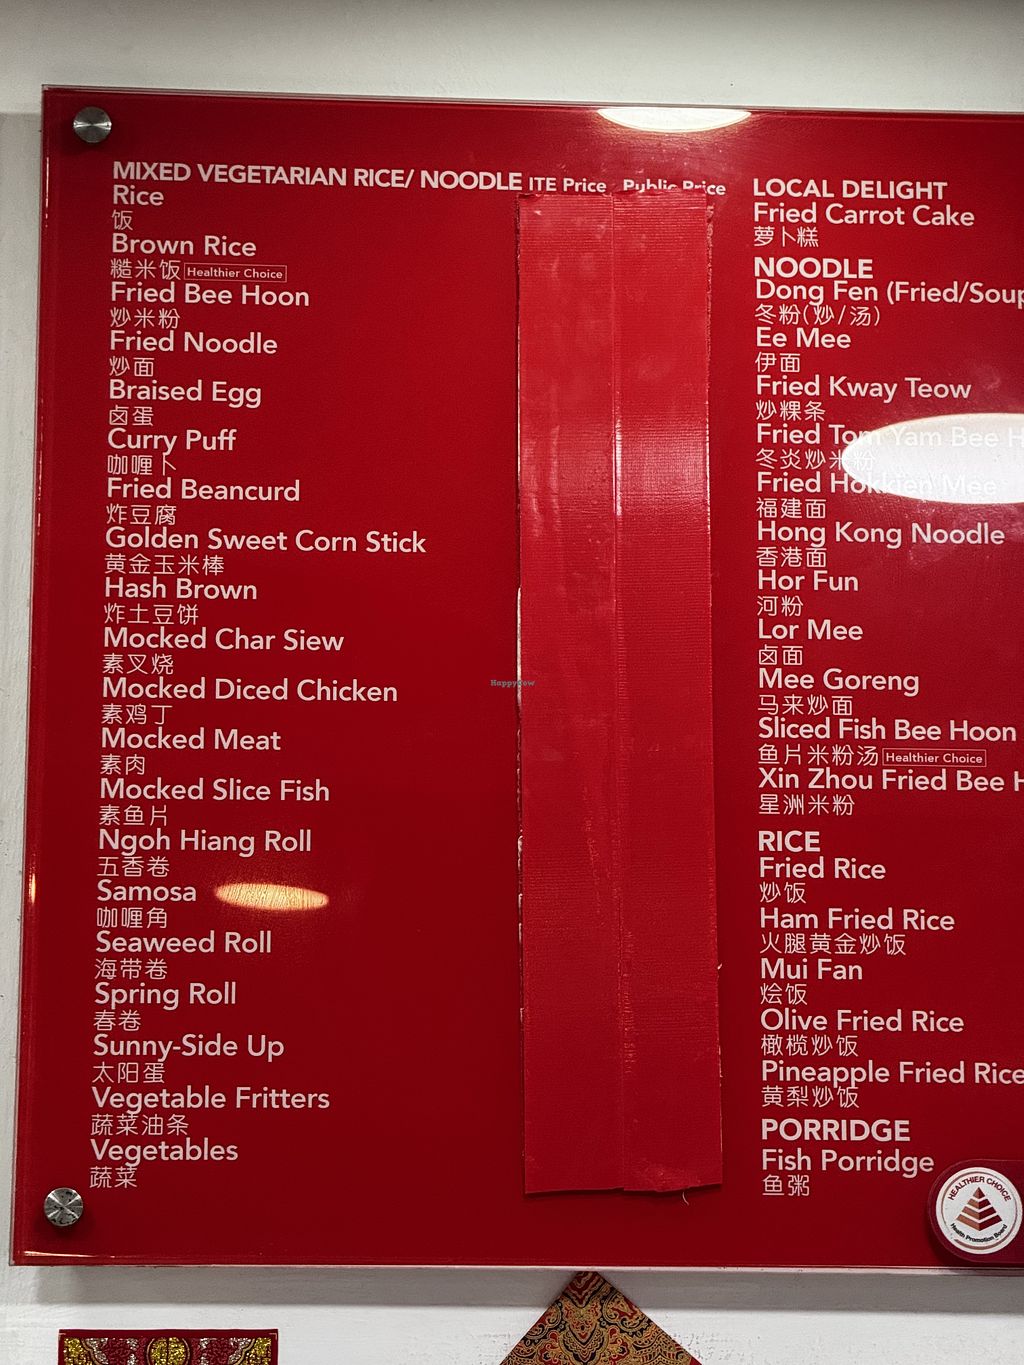 MIXED VEGETARIAN RICE/ NOODLE ITE Price Public Price
Rice
饭
Brown Rice
糙米饭 Healthier Choice
Fried Bee Hoon
炒米粉
Fried Noodle
炒面
Braised Egg
卤蛋
Curry Puff
咖喱卜
Fried Beancurd
炸豆腐
Golden Sweet Corn Stick
黄金玉米棒
Hash Brown
炸土豆饼
Mocked Char Siew
素叉烧
Mocked Diced Chicken
素鸡丁
Mocked Meat
素肉
Mocked Slice Fish
素鱼片
Ngoh Hiang Roll
五香卷
Samosa
咖喱角
Seaweed Roll
海带卷
Spring Roll
春卷
Sunny-Side Up
太阳蛋
Vegetable Fritters
蔬菜油条
Vegetables
蔬菜
LOCAL DELIGHT
Fried Carrot Cake
萝卜糕
NOODLE
Dong Fen (Fried/Soup
冬粉(炒/汤)
Ee Mee
伊面
Fried Kway Teow
炒粿条
Fried Tom Yam Bee H
冬炎炒米粉
Fried Hokkien Mee
福建面
Hong Kong Noodle
香港面
Hor Fun
河粉
Lor Mee
卤面
Mee Goreng
马来炒面
Sliced Fish Bee Hoon
鱼片米粉汤 Healthier Choice
Xin Zhou Fried Bee H
星洲米粉
RICE
Fried Rice
炒饭
Ham Fried Rice
火腿黄金炒饭
Mui Fan
烩饭
Olive Fried Rice
橄榄炒饭
Pineapple Fried Rice
黄梨炒饭
PORRIDGE
Fish Porridge
鱼粥
HEALTHIER CHOICE
Health Promotion Board
HappyCow